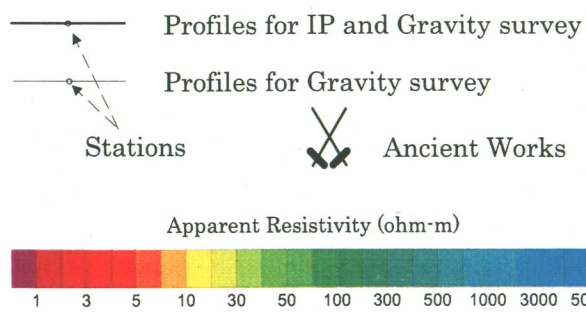 Profiles for IP and Gravity survey
Profiles for Gravity survey
Stations Ancient Works
Apparent Resistivity (ohm-m)
1 3 5 10 30 50 100 300 500 1000 3000